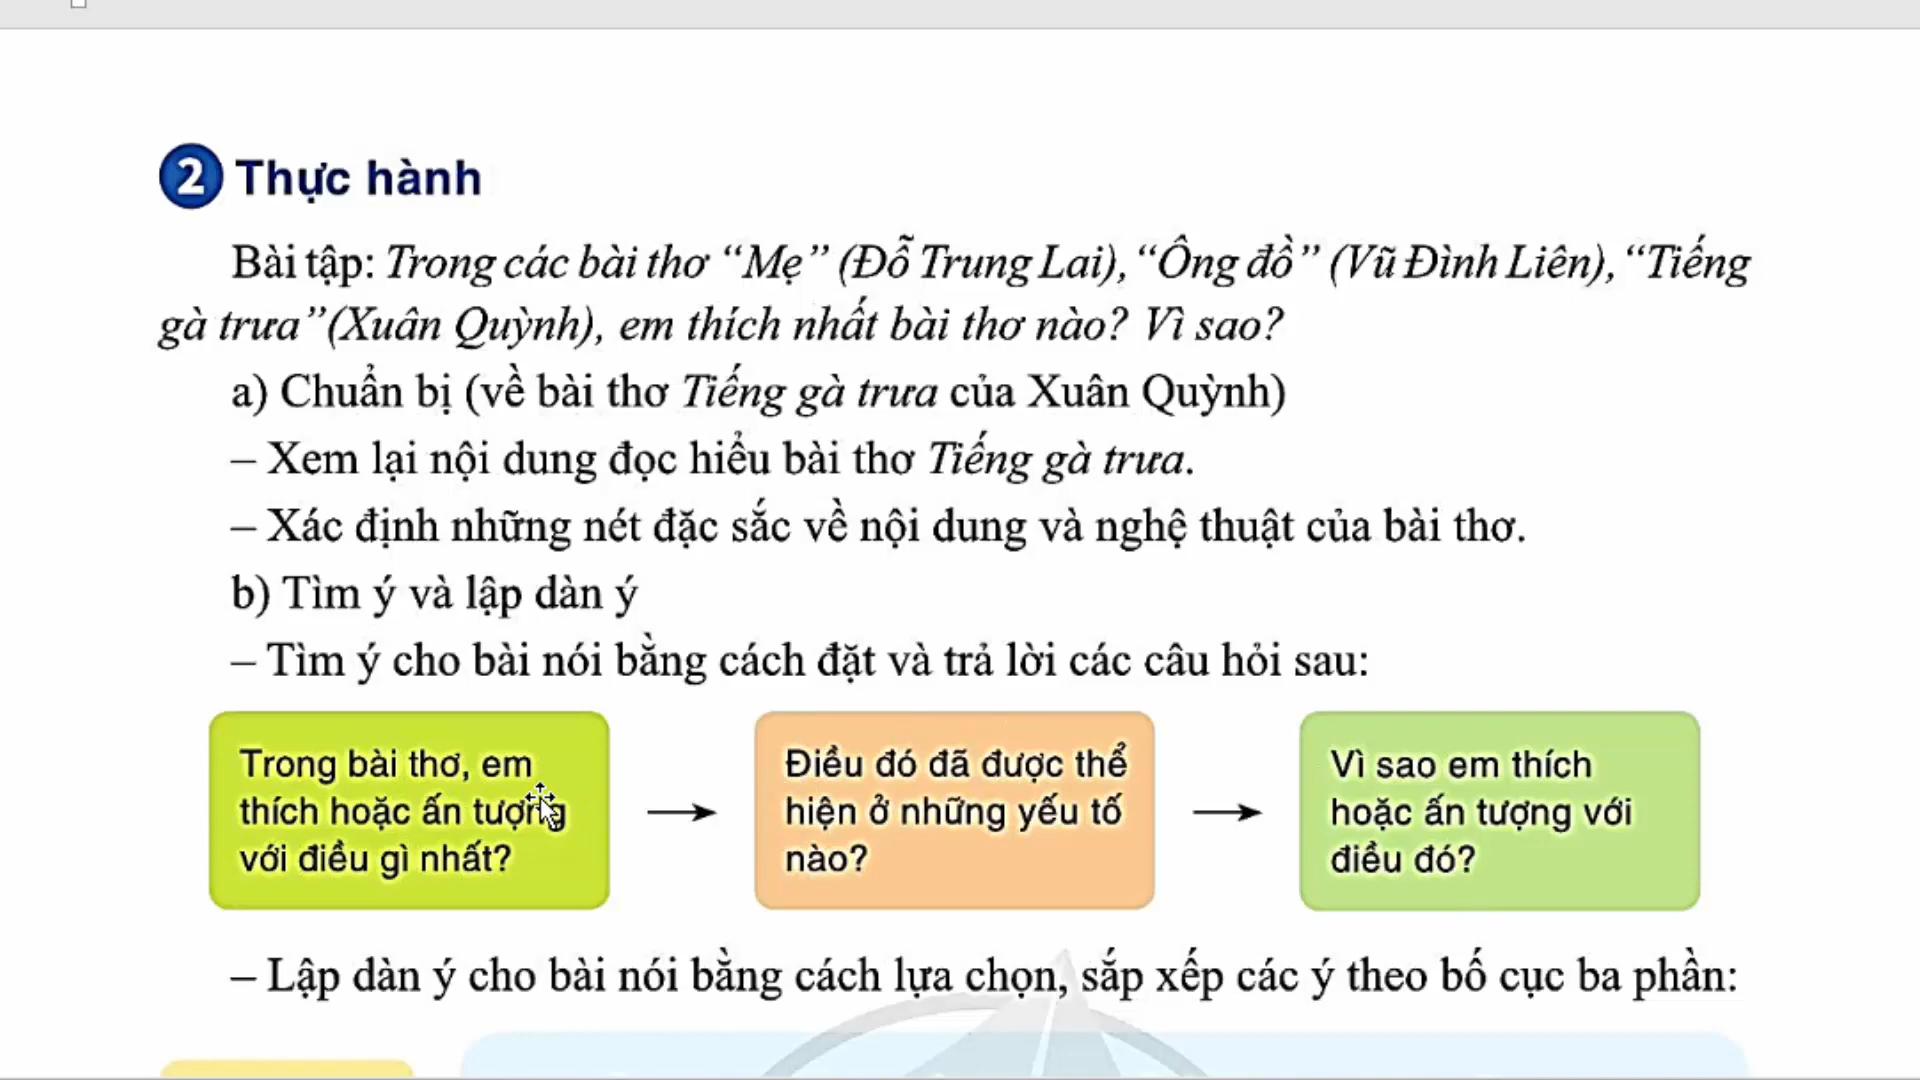 2 Thực hành
Bài tập: Trong các bài thơ “Mẹ” (Đỗ Trung Lai), “Ông đồ” (Vũ Đình Liên), “Tiếng
gà trưa”(Xuân Quỳnh), em thích nhất bài thơ nào? Vì sao?
a) Chuẩn bị (về bài thơ Tiếng gà trưa của Xuân Quỳnh)
– Xem lại nội dung đọc hiểu bài thơ Tiếng gà trưa.
– Xác định những nét đặc sắc về nội dung và nghệ thuật của bài thơ.
b) Tìm ý và lập dàn ý
– Tìm ý cho bài nói bằng cách đặt và trả lời các câu hỏi sau:
Trong bài thơ, em
thích hoặc ấn tượng
với điều gì nhất?
Điều đó đã được thể
hiện ở những yếu tố
nào?
Vì sao em thích
hoặc ấn tượng với
điều đó?
– Lập dàn ý cho bài nói bằng cách lựa chọn, sắp xếp các ý theo bố cục ba phần: